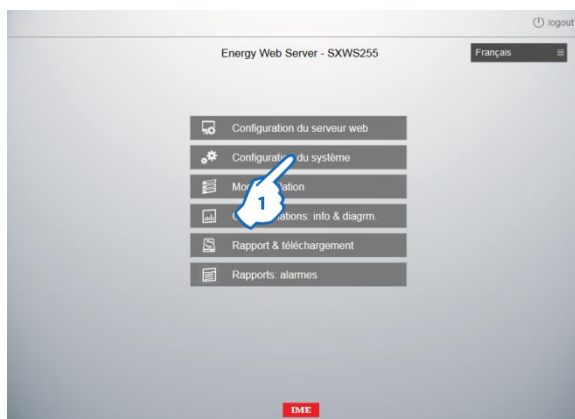 logout
Energy Web Server - SXWS255
Français
Configuration du serveur web
Configuration du système
1
Rapport & téléchargement
Rapports: alarmes
info & diagrm.
IME